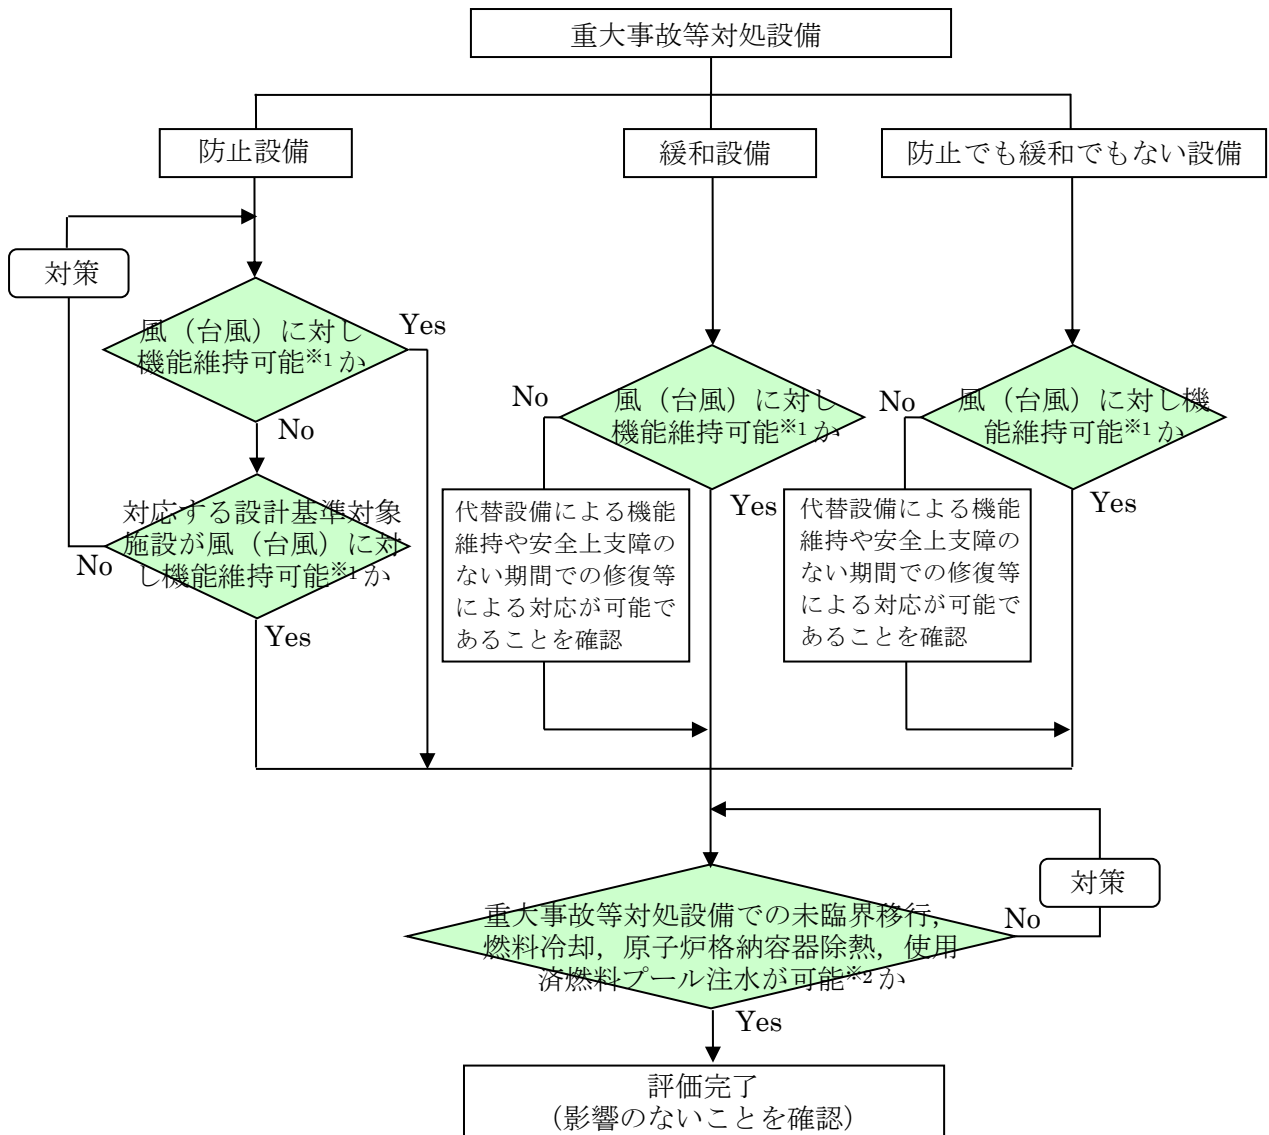 重大事故等対処設備
防止設備
緩和設備
防止でも緩和でもない設備
対策
風（台風）に対し
機能維持可能※1か
Yes
No
対応する設計基準対象
施設が風（台風）に対
し機能維持可能※1か
No
Yes
風（台風）に対し
機能維持可能※1か
No
Yes
代替設備による機能
維持や安全上支障の
ない期間での修復等
による対応が可能で
あることを確認
風（台風）に対し機
能維持可能※1か
No
Yes
代替設備による機能
維持や安全上支障の
ない期間での修復等
による対応が可能で
あることを確認
対策
重大事故等対処設備での未臨界移行，
燃料冷却，原子炉格納容器除熱，使用
済燃料プール注水が可能※2か
No
Yes
評価完了
（影響のないことを確認）